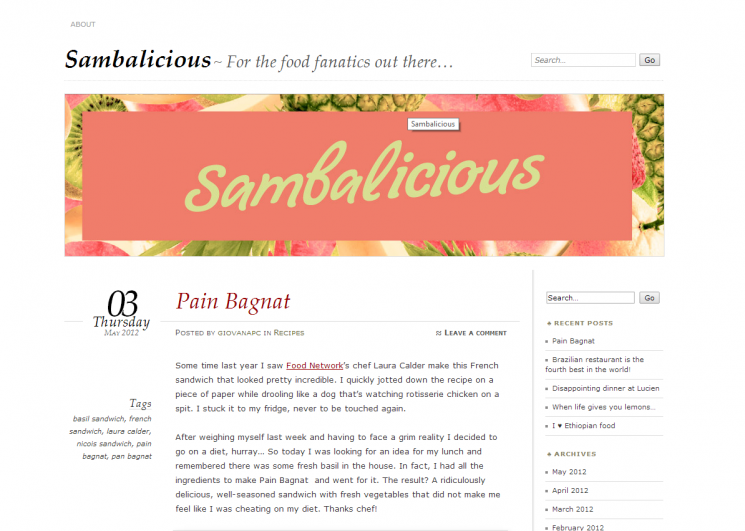 ABOUT
Sambalicious ~ For the food fanatics out there…
Search... Go
Sambalicious
Sambalicious
03
Thursday
MAY 2012
Pain Bagnat
POSTED BY GIOVANAPC IN RECIPES
≈ LEAVE A COMMENT
Tags
basil sandwich, french
sandwich, laura calder,
nicois sandwich, pain
bagnat, pan bagnat
Some time last year I saw Food Network's chef Laura Calder make this French
sandwich that looked pretty incredible. I quickly jotted down the recipe on a
piece of paper while drooling like a dog that's watching rotisserie chicken on a
spit. I stuck it to my fridge, never to be touched again.
After weighing myself last week and having to face a grim reality I decided to
go on a diet, hurray... So today I was looking for an idea for my lunch and
remembered there was some fresh basil in the house. In fact, I had all the
ingredients to make Pain Bagnat and went for it. The result? A ridiculously
delicious, well-seasoned sandwich with fresh vegetables that did not make me
feel like I was cheating on my diet. Thanks chef!
Search... Go
RECENT POSTS
Pain Bagnat
Brazilian restaurant is the
fourth best in the world!
Disappointing dinner at Lucien
When life gives you lemons…
I ♥ Ethiopian food
ARCHIVES
May 2012
April 2012
March 2012
February 2012